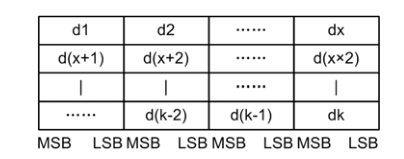 d1 d2 ...... dx
d(x+1) d(x+2) ...... d(x×2)
| | ...... |
...... d(k-2) d(k-1) dk
MSB LSB MSB LSB MSB LSB MSB LSB